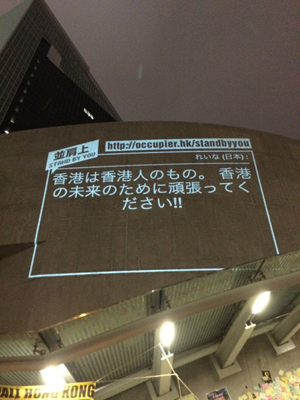 並肩上
STAND BY YOU
http://occupier.hk/standbyyou
れいな (日本) :
香港は香港人のもの。 香港
の未来のために頑張ってく
ださい!!
ALL HONG KONG